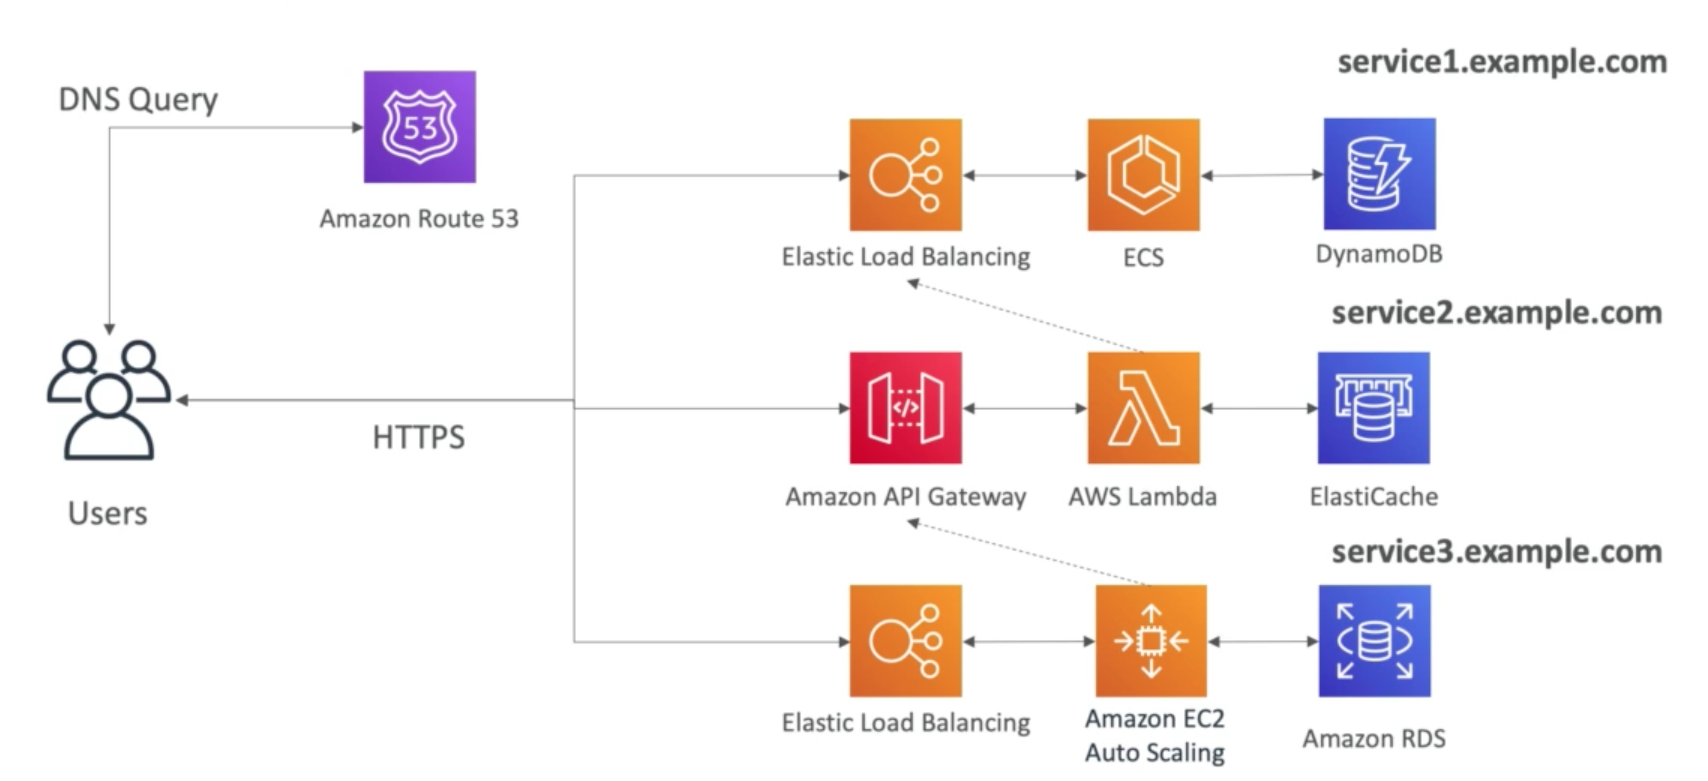 service1.example.com
DNS Query
53
Amazon Route 53
Elastic Load Balancing
ECS
DynamoDB
service2.example.com
</>
HTTPS
Users
Amazon API Gateway
AWS Lambda
ElastiCache
service3.example.com
Elastic Load Balancing
Amazon EC2
Auto Scaling
Amazon RDS